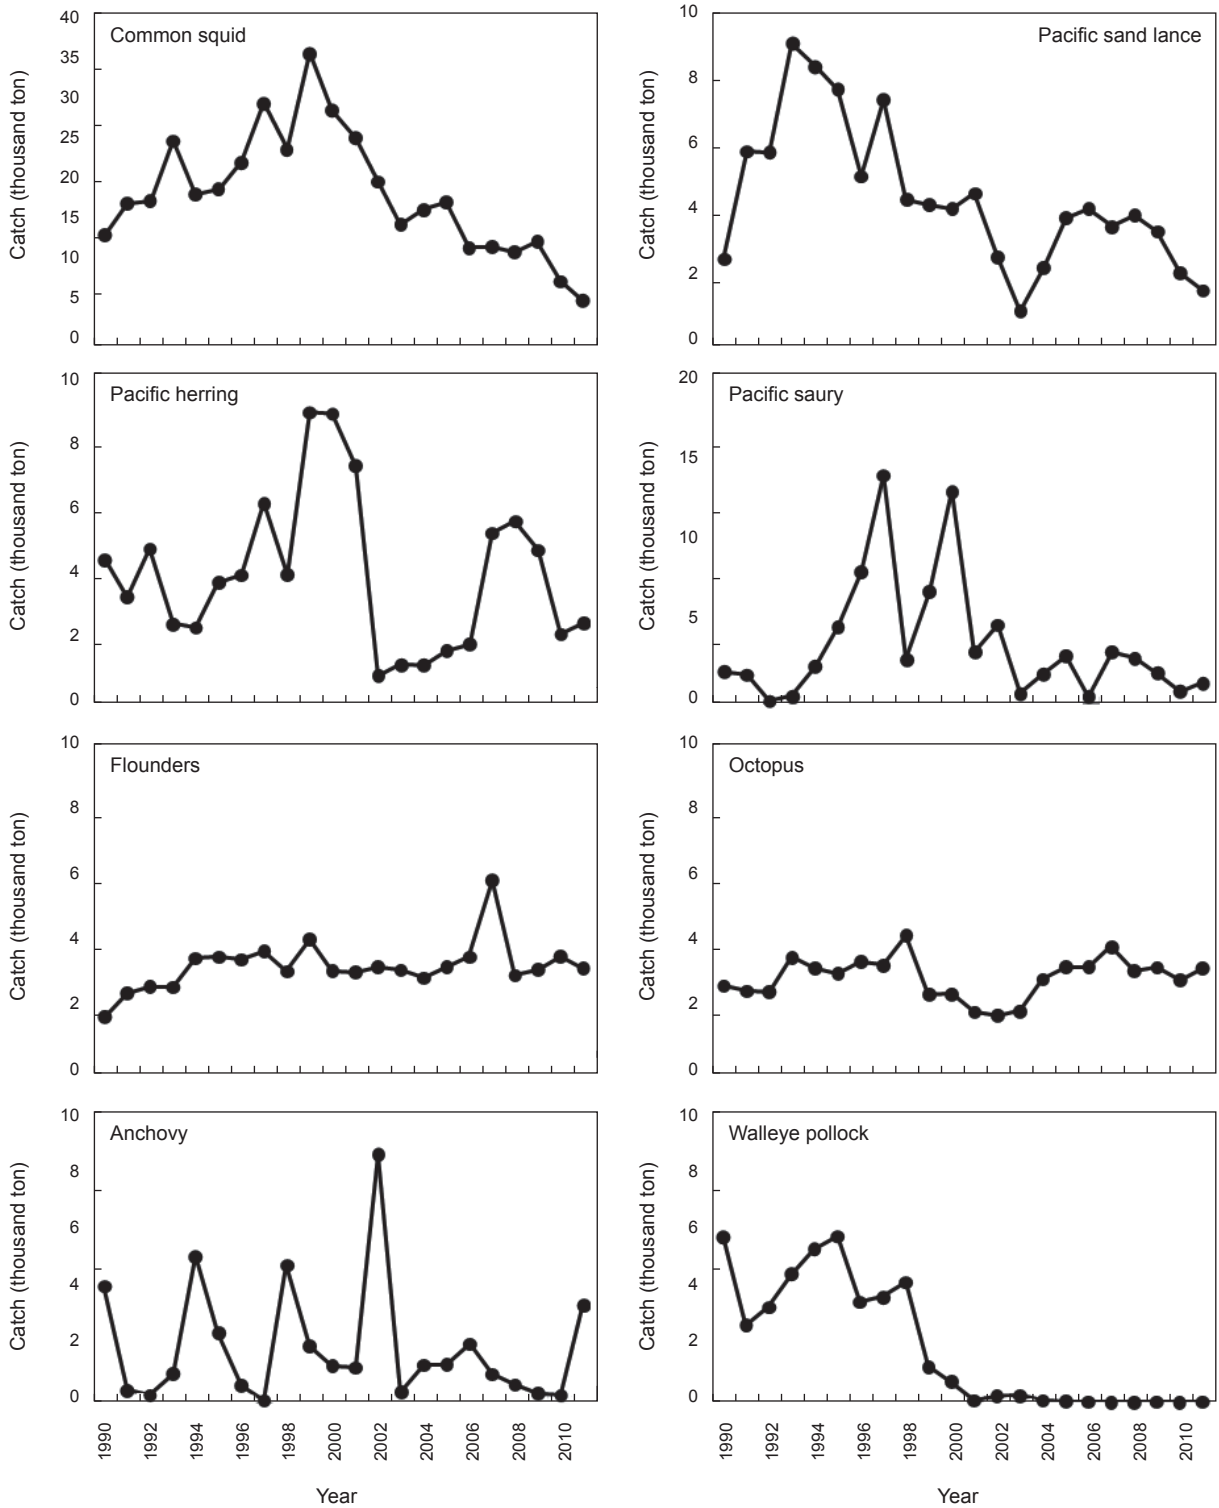 Common squid
Catch (thousand ton)
40
35
30
25
20
15
10
5
0
Pacific sand lance
Catch (thousand ton)
10
8
6
4
2
0
Pacific herring
Catch (thousand ton)
10
8
6
4
2
0
Pacific saury
Catch (thousand ton)
20
15
10
5
0
Flounders
Catch (thousand ton)
10
8
6
4
2
0
Octopus
Catch (thousand ton)
10
8
6
4
2
0
Anchovy
Catch (thousand ton)
10
8
6
4
2
0
1990 1992 1994 1996 1998 2000 2002 2004 2006 2008 2010
Year
Walleye pollock
Catch (thousand ton)
10
8
6
4
2
0
1990 1992 1994 1996 1998 2000 2002 2004 2006 2008 2010
Year